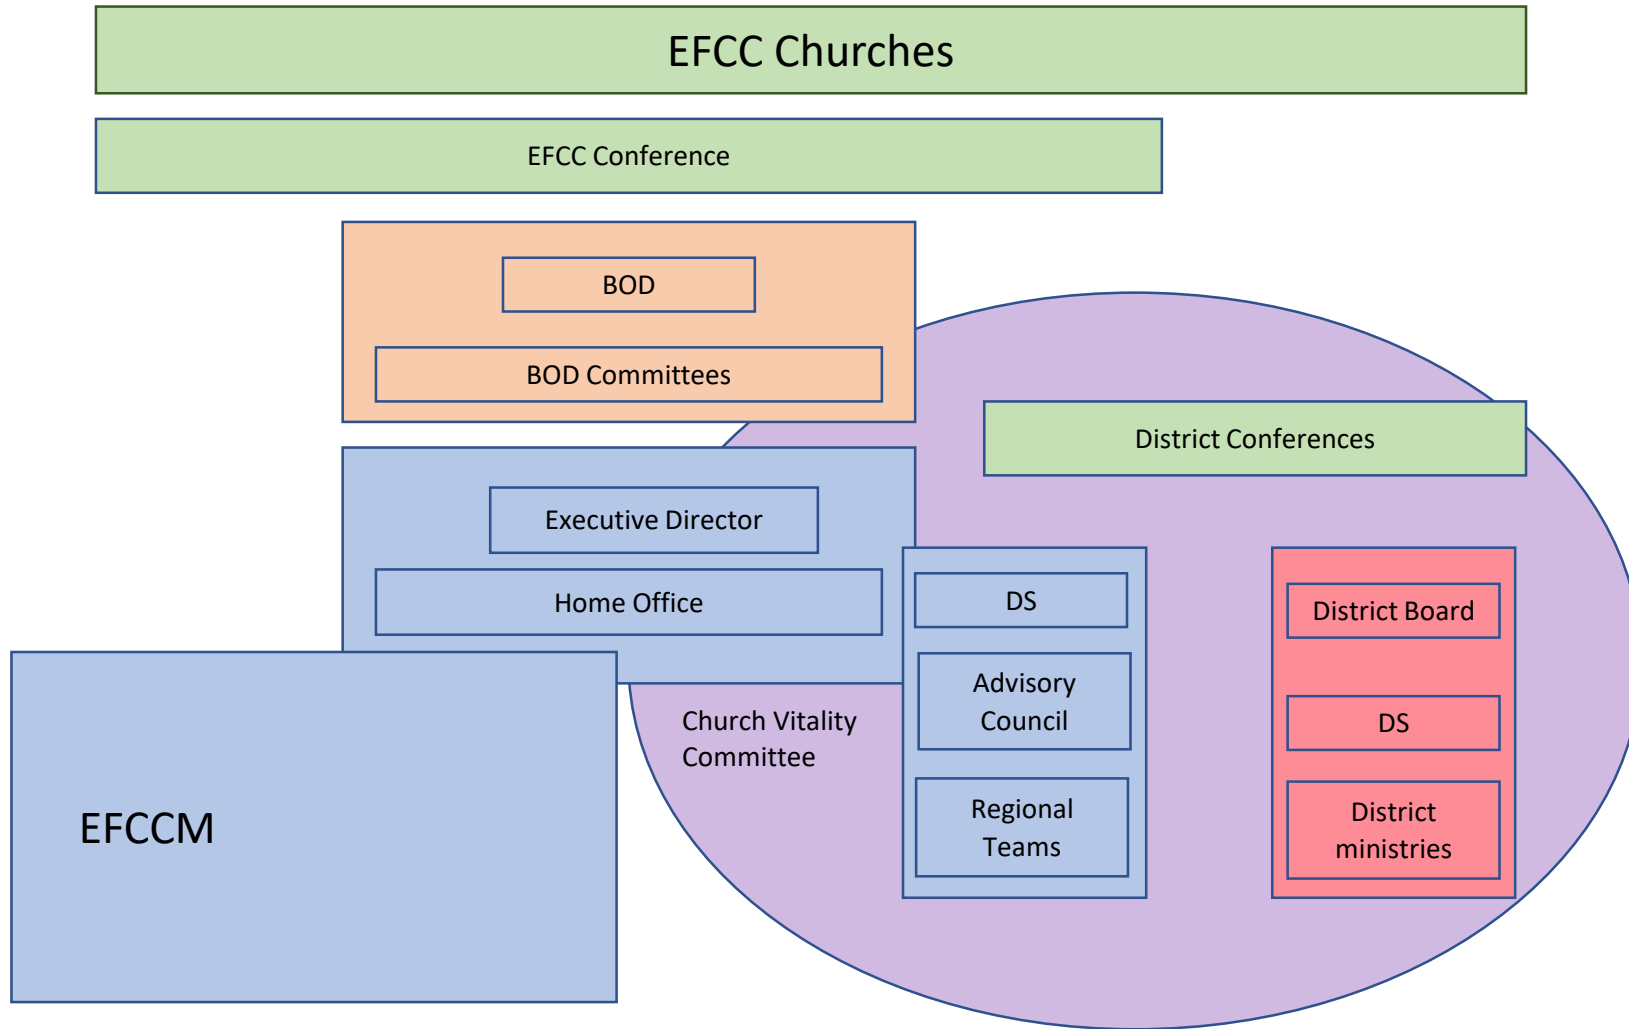 EFCC Churches
EFCC Conference
BOD
BOD Committees
District Conferences
Executive Director
Home Office
DS
Advisory
Council
Regional
Teams
District Board
DS
District
ministries
Church Vitality
Committee
EFCCM